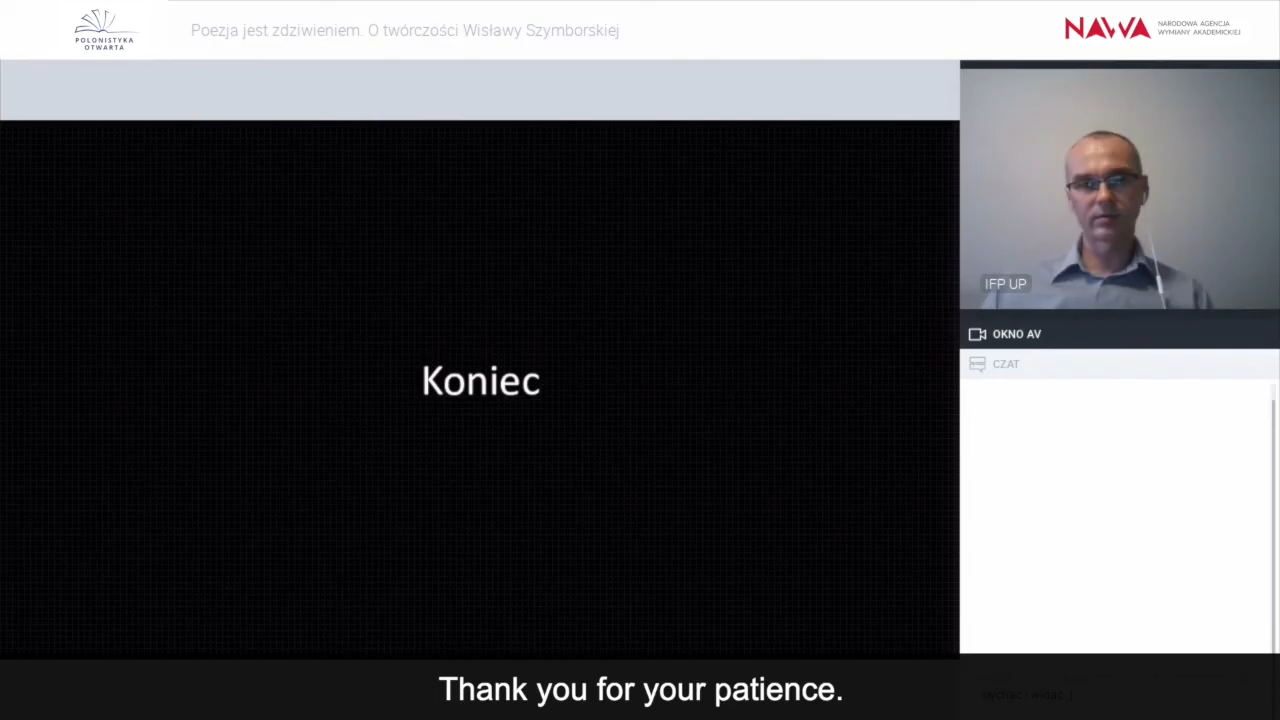 POLONISTYKA
OTWARTA
Poezja jest zdziwieniem. O twórczości Wisławy Szymborskiej
NAWA
NARODOWA AGENCJA
WYMIANY AKADEMICKIEJ
IFP UP
OKNO AV
CZAT
Koniec
Thank you for your patience.